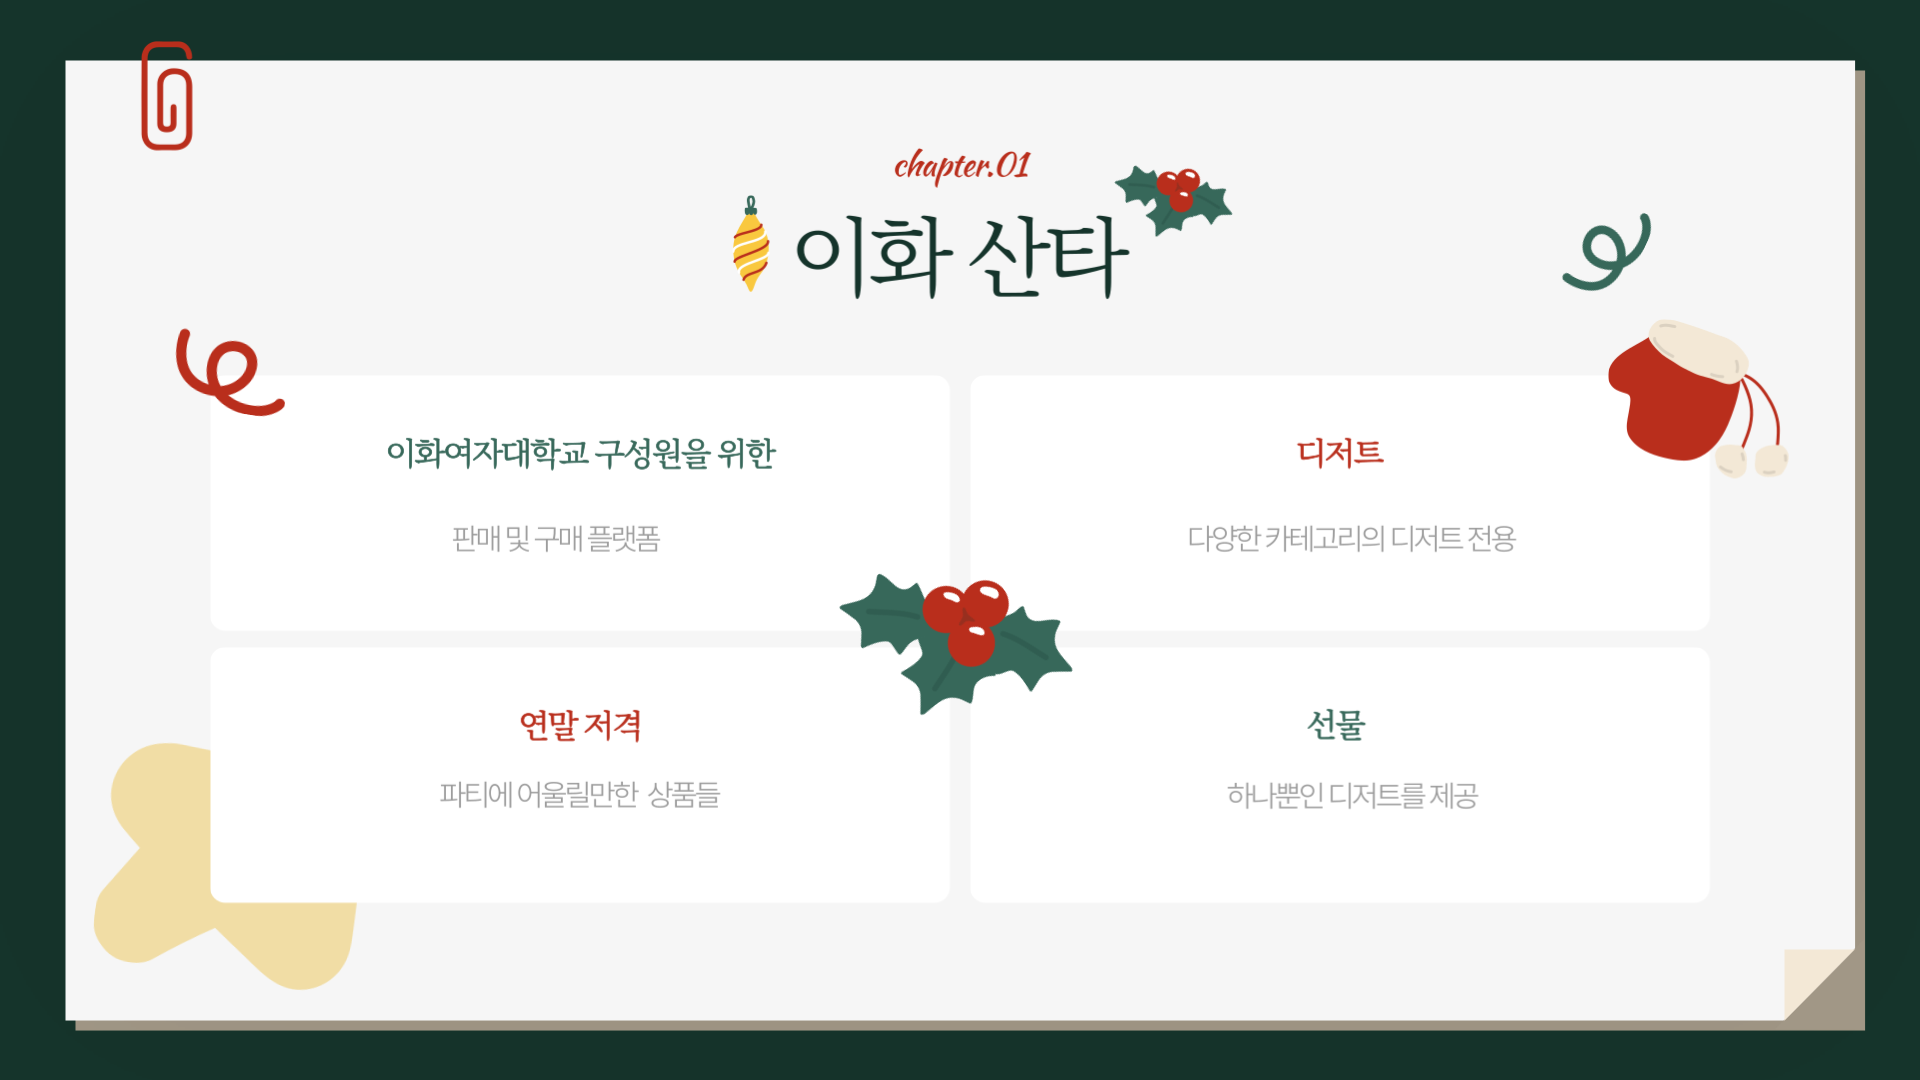 chapter.01
이화 산타
이화여자대학교 구성원을 위한
판매 및 구매 플랫폼
디저트
다양한 카테고리의 디저트 전용
연말 저격
파티에 어울릴만한 상품들
선물
하나뿐인 디저트를 제공